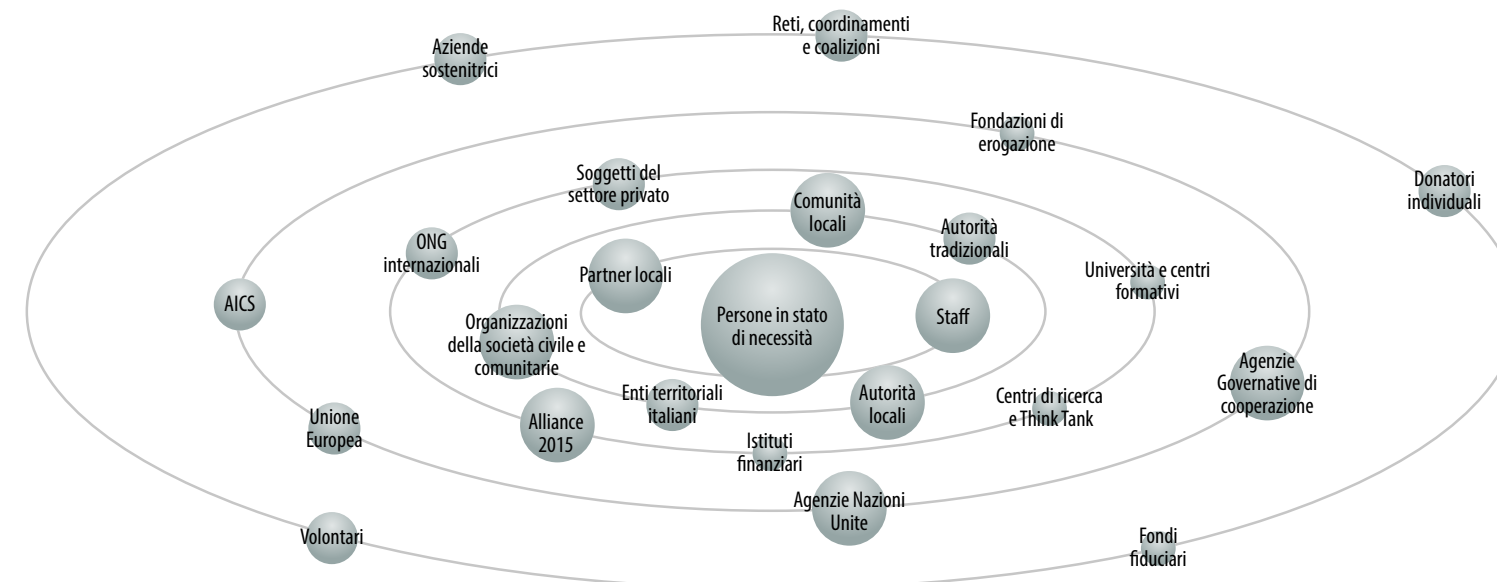 Reti, coordinamenti
e coalizioni
Aziende
sostenitrici
Fondazioni di
erogazione
Soggetti del
settore privato
Donatori
individuali
Comunità
locali
Autorità
tradizionali
ONG
internazionali
Partner locali
Università e centri
formativi
AICS
Persone in stato
di necessità
Staff
Organizzazioni
della società civile e
comunitarie
Agenzie
Governative di
cooperazione
Enti territoriali
italiani
Autorità
locali
Centri di ricerca
e Think Tank
Unione
Europea
Alliance
2015
Istituti
finanziari
Agenzie Nazioni
Unite
Volontari
Fondi
fiduciari